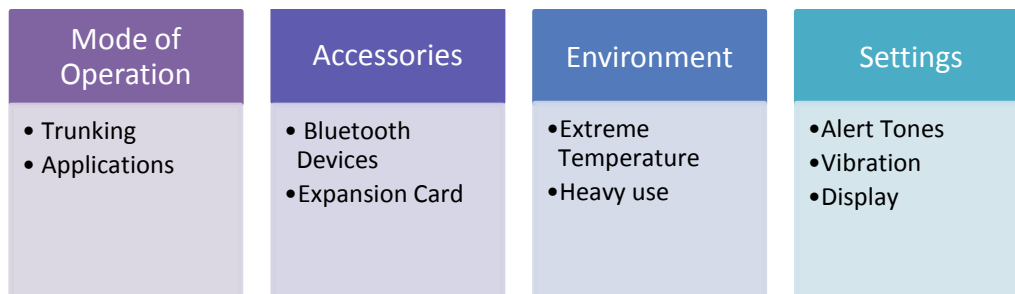 Mode of
Operation
• Trunking
• Applications
Accessories
• Bluetooth
Devices
• Expansion Card
Environment
•Extreme
Temperature
•Heavy use
Settings
•Alert Tones
•Vibration
•Display